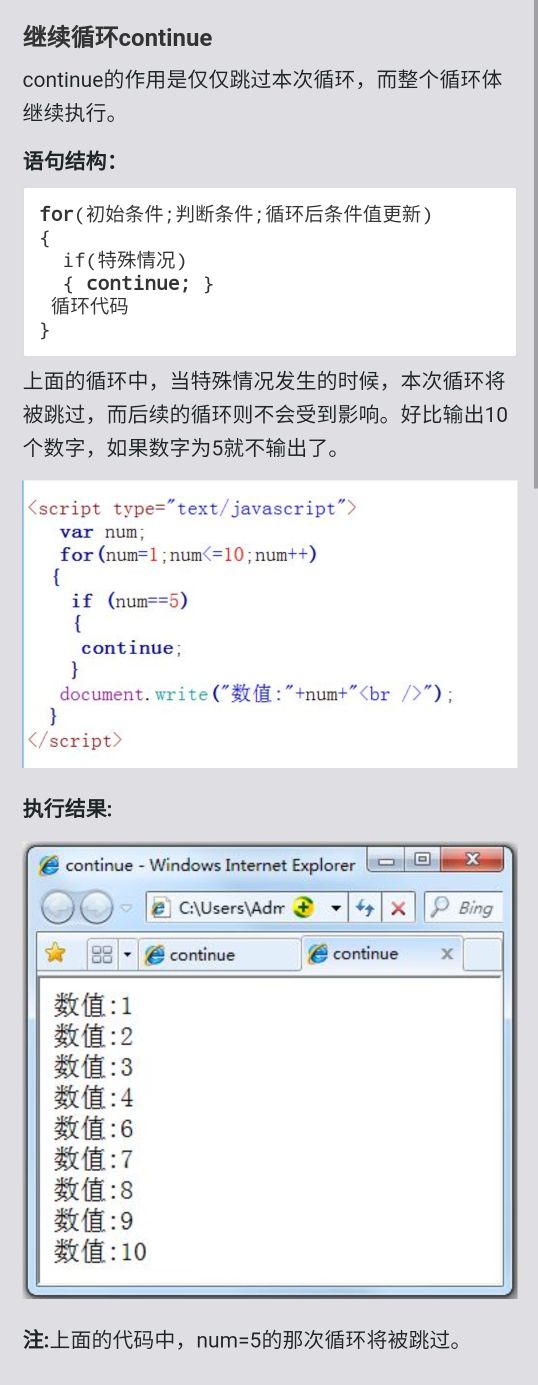 继续循环continue
continue的作用是仅仅跳过本次循环，而整个循环体
继续执行。
语句结构：
for(初始条件;判断条件;循环后条件值更新)
{
if(特殊情况)
{ continue; }
循环代码
}
上面的循环中，当特殊情况发生的时候，本次循环将
被跳过，而后续的循环则不会受到影响。好比输出10
个数字，如果数字为5就不输出了。
<script type="text/javascript">
var num;
for(num=1;num<=10;num++)
{
if (num==5)
{
continue;
}
document.write("数值:"+num+"<br />");
}
</script>
执行结果:
continue - Windows Internet Explorer
C:\Users\Adm
Bing
continue
continue
数值:1
数值:2
数值:3
数值:4
数值:6
数值:7
数值:8
数值:9
数值:10
注:上面的代码中，num=5的那次循环将被跳过。